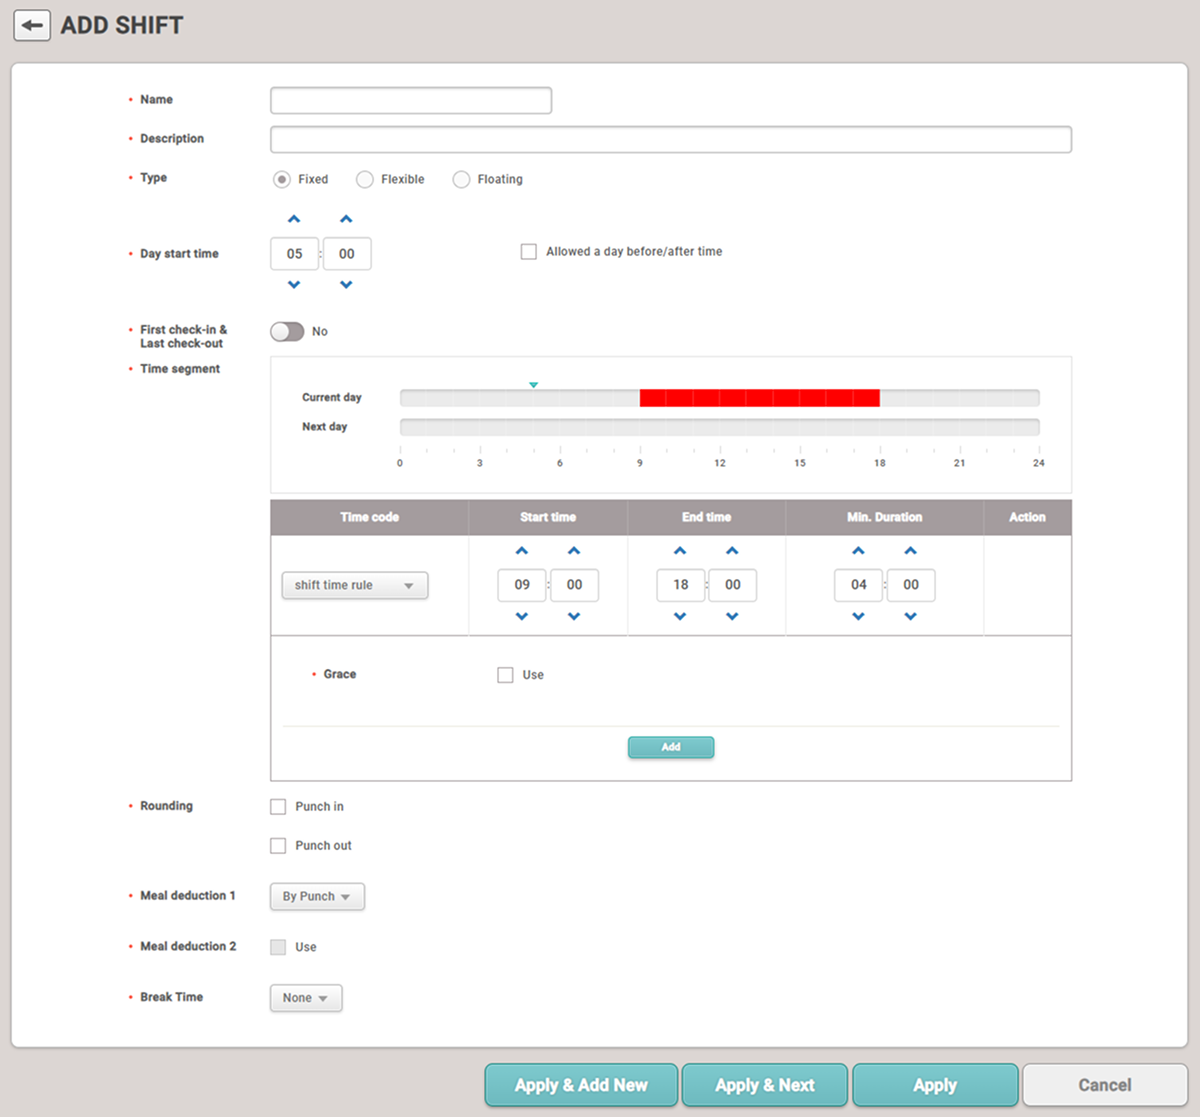 ADD SHIFT
Name
Description
Type Fixed Flexible Floating
Day start time 05 : 00 Allowed a day before/after time
First check-in &
Last check-out
No
Time segment
Current day
Next day
0 3 6 9 12 15 18 21 24
Time code Start time End time Min. Duration Action
shift time rule 09 : 00 18 : 00 04 : 00
Grace Use
Add
Rounding Punch in
Punch out
Meal deduction 1 By Punch
Meal deduction 2 Use
Break Time None
Apply & Add New Apply & Next Apply Cancel